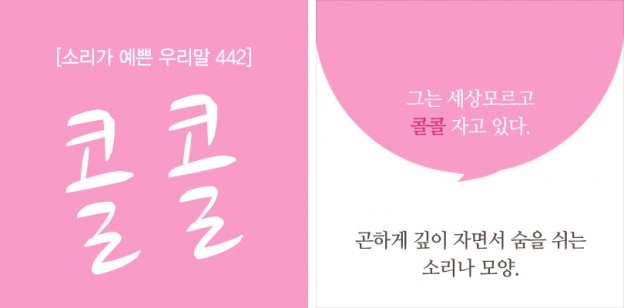 [소리가 예쁜 우리말 442]
콜콜
그는 세상모르고
콜콜 자고 있다.
곤하게 깊이 자면서 숨을 쉬는
소리나 모양.